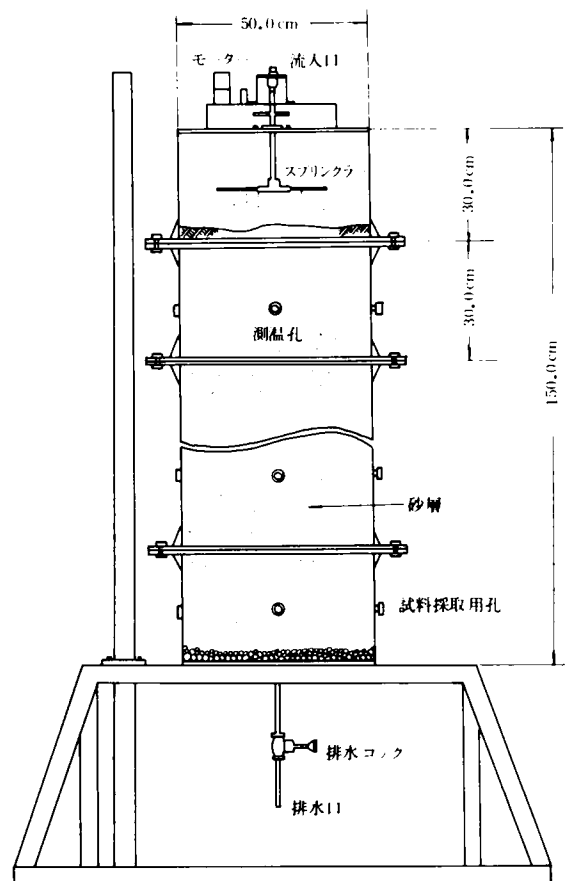 50.0cm
モーター
流入口
スプリンクラ
30.0cm
30.0cm
測温孔
150.0cm
砂層
試料採取用孔
排水コック
排水口